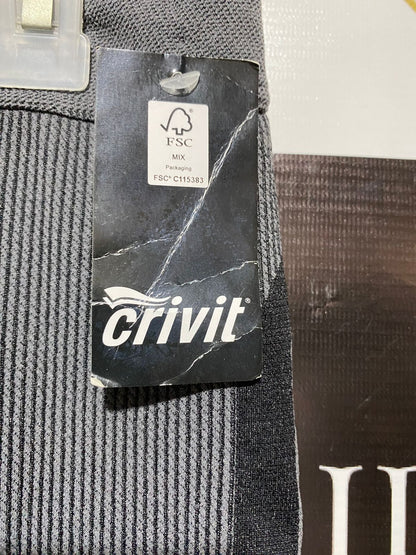 FSC
MIX
Packaging
FSC® C115383
crivit®